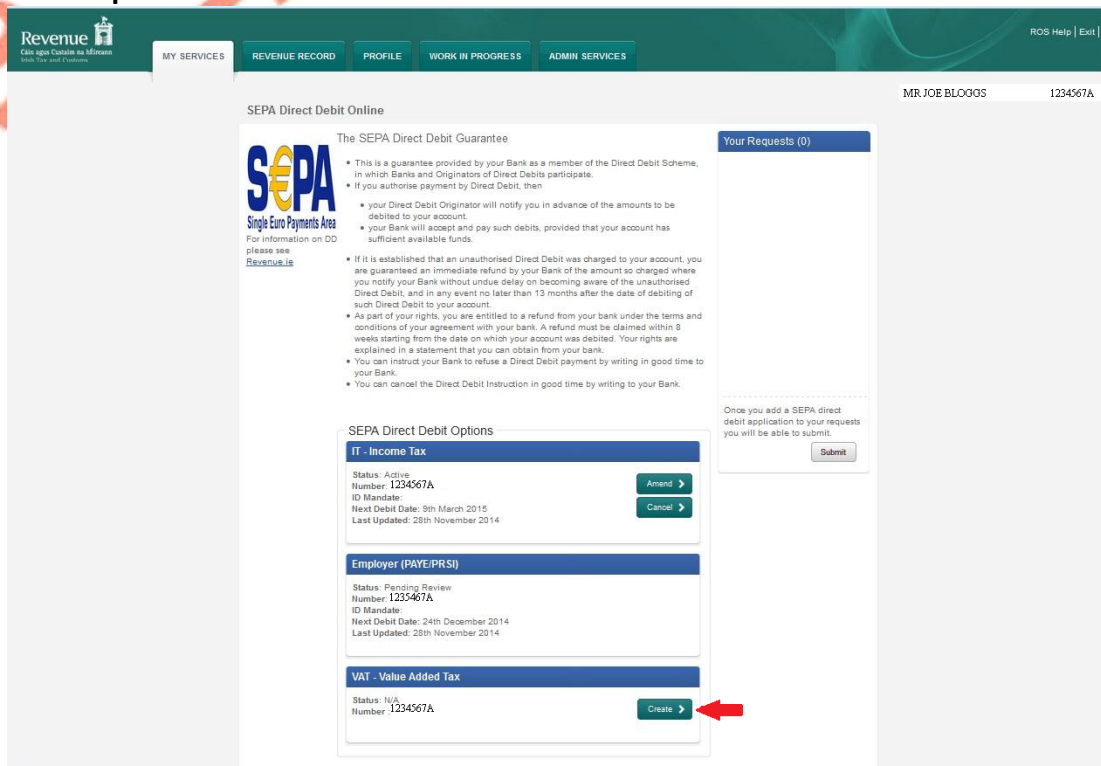 Revenue
Cáin agus Custaim na hÉireann
Irish Tax and Customs
MY SERVICES
REVENUE RECORD
PROFILE
WORK IN PROGRESS
ADMIN SERVICES
ROS Help | Exit |
MR JOE BLOGGS 1234567A
SEPA Direct Debit Online
S€PA
Single Euro Payments Area
For information on DD
please see
Revenue.ie
The SEPA Direct Debit Guarantee
• This is a guarantee provided by your Bank as a member of the Direct Debit Scheme,
in which Banks and Originators of Direct Debits participate.
• If you authorise payment by Direct Debit, then
• your Direct Debit Originator will notify you in advance of the amounts to be
debited to your account.
• your Bank will accept and pay such debits, provided that your account has
sufficient available funds.
• If it is established that an unauthorised Direct Debit was charged to your account, you
are guaranteed an immediate refund by your Bank of the amount so charged where
you notify your Bank without undue delay on becoming aware of the unauthorised
Direct Debit, and in any event no later than 13 months after the date of debiting of
such Direct Debit to your account.
• As part of your rights, you are entitled to a refund from your bank under the terms and
conditions of your agreement with your bank. A refund must be claimed within 8
weeks starting from the date on which your account was debited. Your rights are
explained in a statement that you can obtain from your bank.
• You can instruct your Bank to refuse a Direct Debit payment by writing in good time to
your Bank.
• You can cancel the Direct Debit Instruction in good time by writing to your Bank.
Your Requests (0)
Once you add a SEPA direct
debit application to your requests
you will be able to submit.
Submit
SEPA Direct Debit Options
IT - Income Tax
Status: Active
Number: 1234567A
ID Mandate:
Next Debit Date: 9th March 2015
Last Updated: 28th November 2014
Amend
Cancel
Employer (PAYE/PRSI)
Status: Pending Review
Number: 1235467A
ID Mandate:
Next Debit Date: 24th December 2014
Last Updated: 28th November 2014
VAT - Value Added Tax
Status: N/A
Number : 1234567A
Create